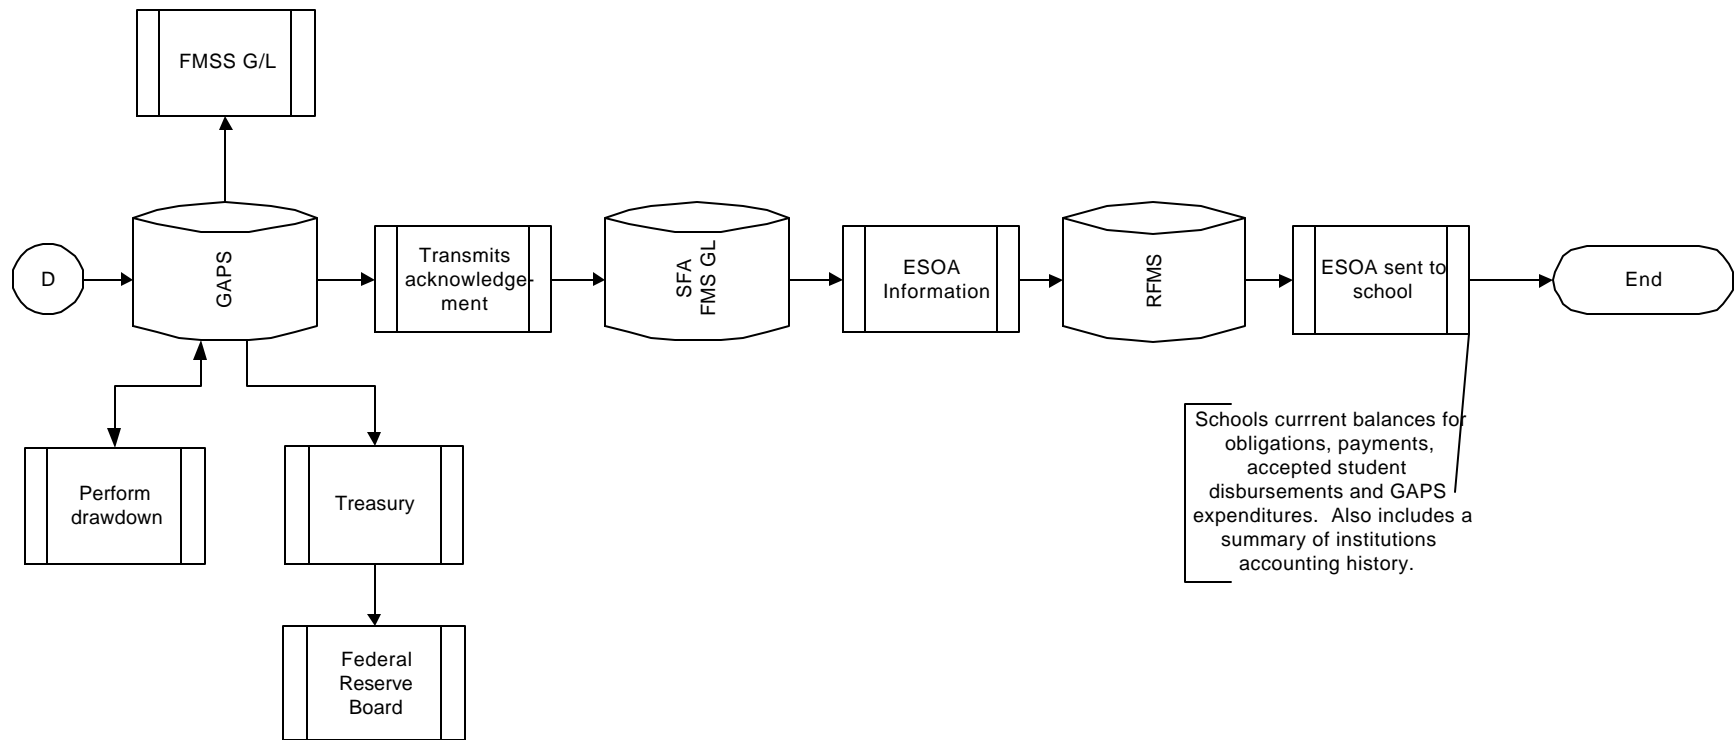 FMSS G/L
D
GAPS
Transmits
acknowledge-
ment
SFA
FMS GL
ESOA
Information
RFMS
ESOA sent to
school
End
Perform
drawdown
Treasury
Schools currrent balances for
obligations, payments,
accepted student
disbursements and GAPS
expenditures.  Also includes a
summary of institutions
accounting history.
Federal
Reserve
Board